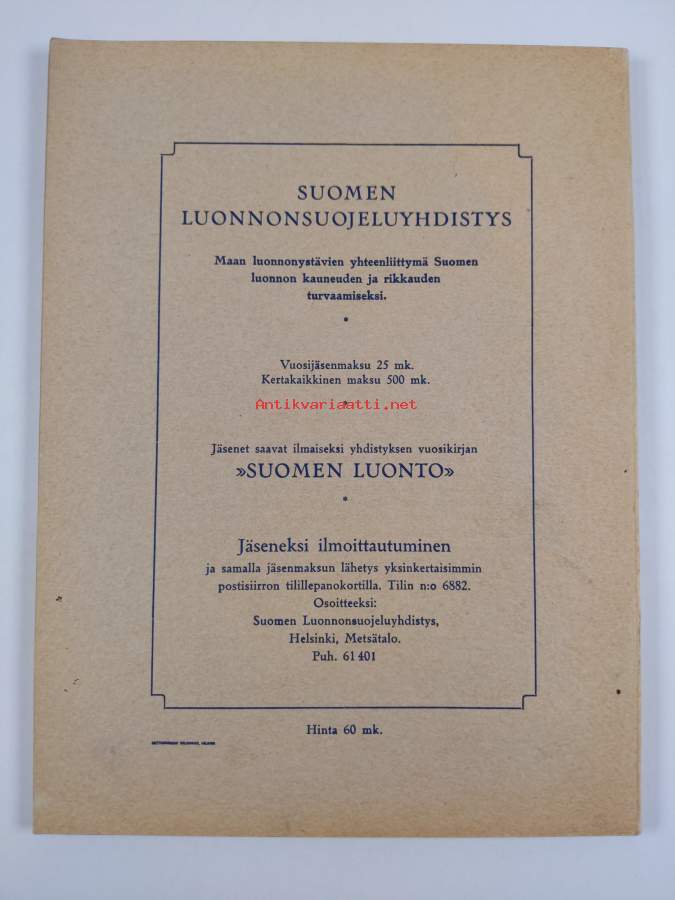 SUOMEN
LUONNONSUOJELUYHDISTYS
Maan luonnonystävien yhteenliittymä Suomen
luonnon kauneuden ja rikkauden
turvaamiseksi.
Vuosijäsenmaksu 25 mk.
Kertakaikkinen maksu 500 mk.
Antikvariaatti.net
Jäsenet saavat ilmaiseksi yhdistyksen vuosikirjan
»SUOMEN LUONTO»
Jäseneksi ilmoittautuminen
ja samalla jäsenmaksun lähetys yksinkertaisimmin
postisiirron tilillepanokortilla. Tilin n:o 6882.
Osoitteeksi:
Suomen Luonnonsuojeluyhdistys,
Helsinki, Metsätalo.
Puh. 61 401
Hinta 60 mk.